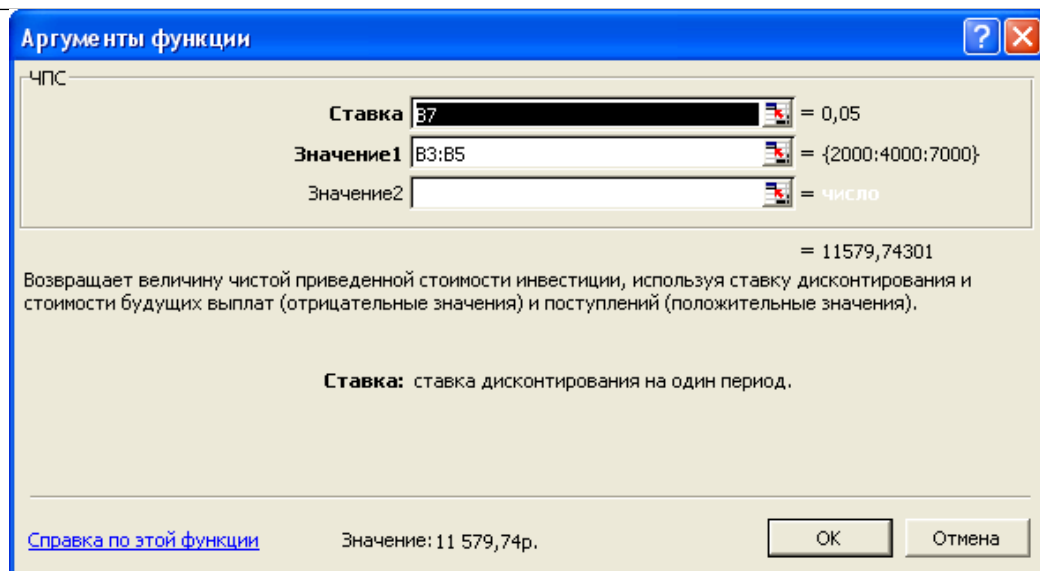 Аргументы функции
ЧПС
Ставка B7 = 0,05
Значение1 B3:B5 = {2000:4000:7000}
Значение2 = число
= 11579,74301
Возвращает величину чистой приведенной стоимости инвестиции, используя ставку дисконтирования и
стоимости будущих выплат (отрицательные значения) и поступлений (положительные значения).
Ставка: ставка дисконтирования на один период.
Справка по этой функции Значение: 11 579,74р. ОК Отмена